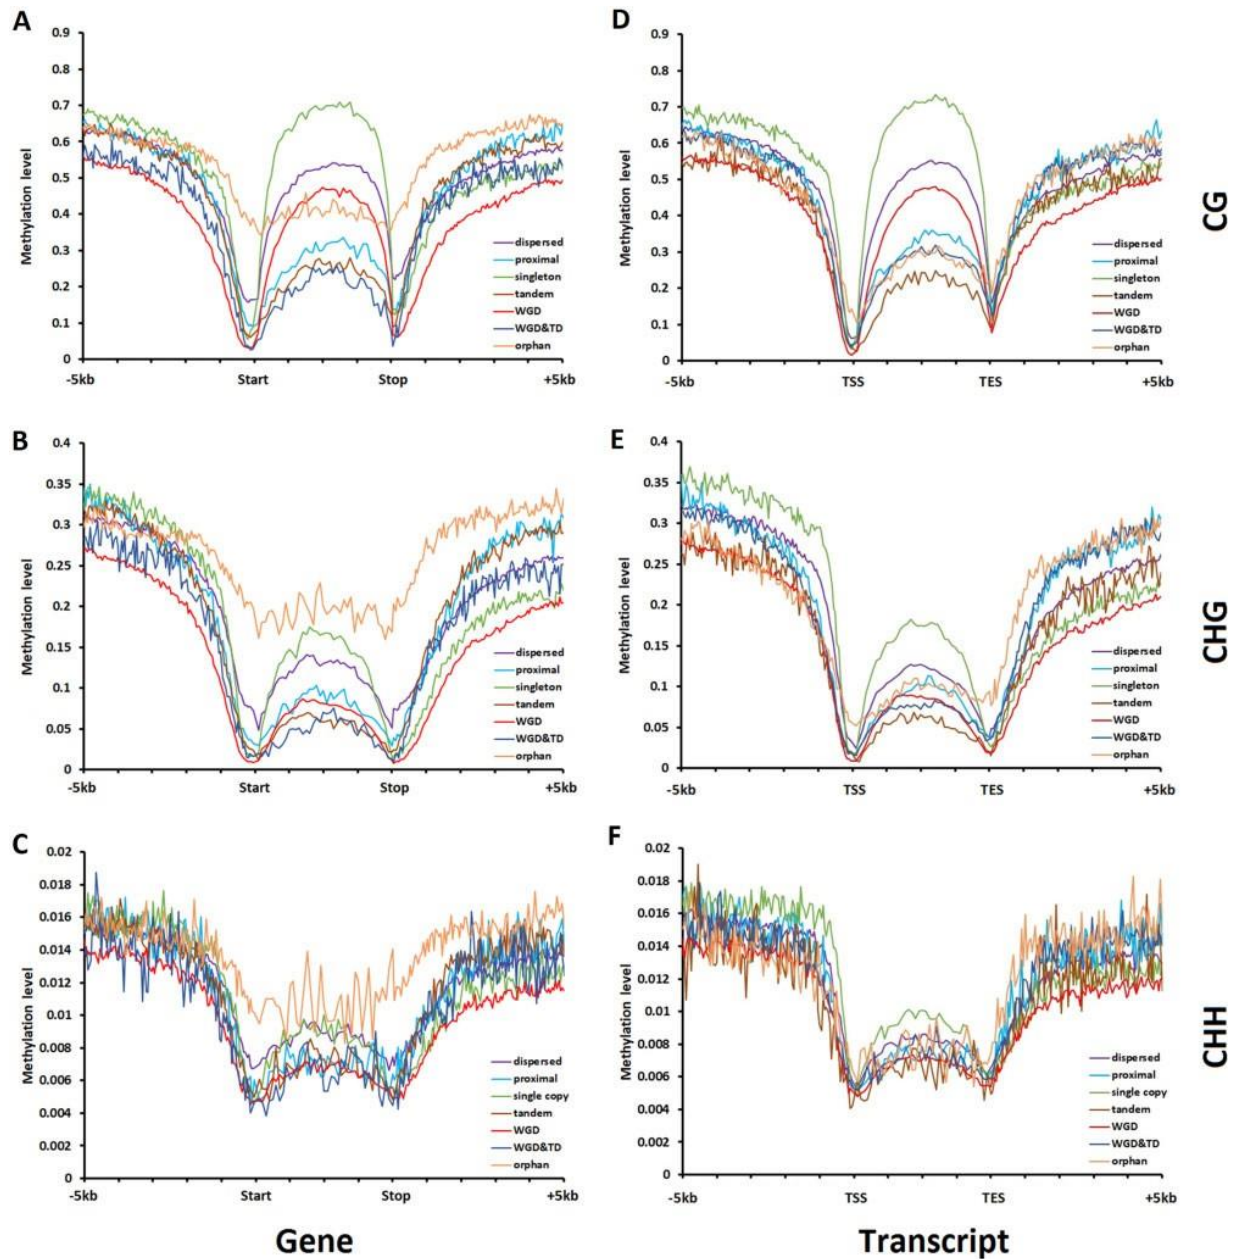 A
0.9
0.8
0.7
0.6
0.5
0.4
0.3
0.2
0.1
0
Methylation level
dispersed
proximal
singleton
tandem
WGD
WGD&TD
orphan
-5kb Start Stop +5kb
D
0.9
0.8
0.7
0.6
0.5
0.4
0.3
0.2
0.1
0
Methylation level
dispersed
proximal
singleton
tandem
WGD
WGD&TD
orphan
-5kb TSS TES +5kb
CG
B
0.4
0.35
0.3
0.25
0.2
0.15
0.1
0.05
0
Methylation level
dispersed
proximal
singleton
tandem
WGD
WGD&TD
orphan
-5kb Start Stop +5kb
E
0.4
0.35
0.3
0.25
0.2
0.15
0.1
0.05
0
Methylation level
dispersed
proximal
singleton
tandem
WGD
WGD&TD
orphan
-5kb TSS TES +5kb
CHG
C
0.02
0.018
0.016
0.014
0.012
0.01
0.008
0.006
0.004
0.002
0
Methylation level
dispersed
proximal
single copy
tandem
WGD
WGD&TD
orphan
-5kb Start Stop +5kb
F
0.02
0.018
0.016
0.014
0.012
0.01
0.008
0.006
0.004
0.002
0
Methylation level
dispersed
proximal
single copy
tandem
WGD
WGD&TD
orphan
-5kb TSS TES +5kb
CHH
Gene
Transcript